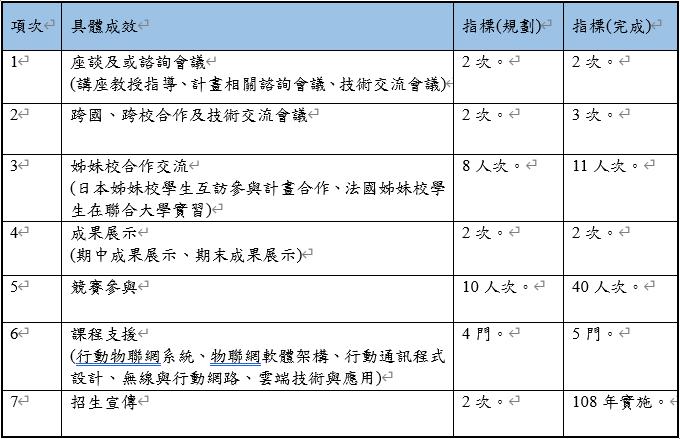 項次 具體成效 指標(規劃) 指標(完成)
1 座談及或諮詢會議 2 次。 2 次。
(講座教授指導、計畫相關諮詢會議、技術交流會議)
2 跨國、跨校合作及技術交流會議 2 次。 3 次。
3 姊妹校合作交流 8 人次。 11 人次。
(日本姊妹校學生互訪參與計畫合作、法國姊妹校學
生在聯合大學實習)
4 成果展示 2 次。 2 次。
(期中成果展示、期末成果展示)
5 競賽參與 10 人次。 40 人次。
6 課程支援 4 門。 5 門。
(行動物聯網系統、物聯網軟體架構、行動通訊程式
設計、無線與行動網路、雲端技術與應用)
7 招生宣傳 2 次。 108 年實施。